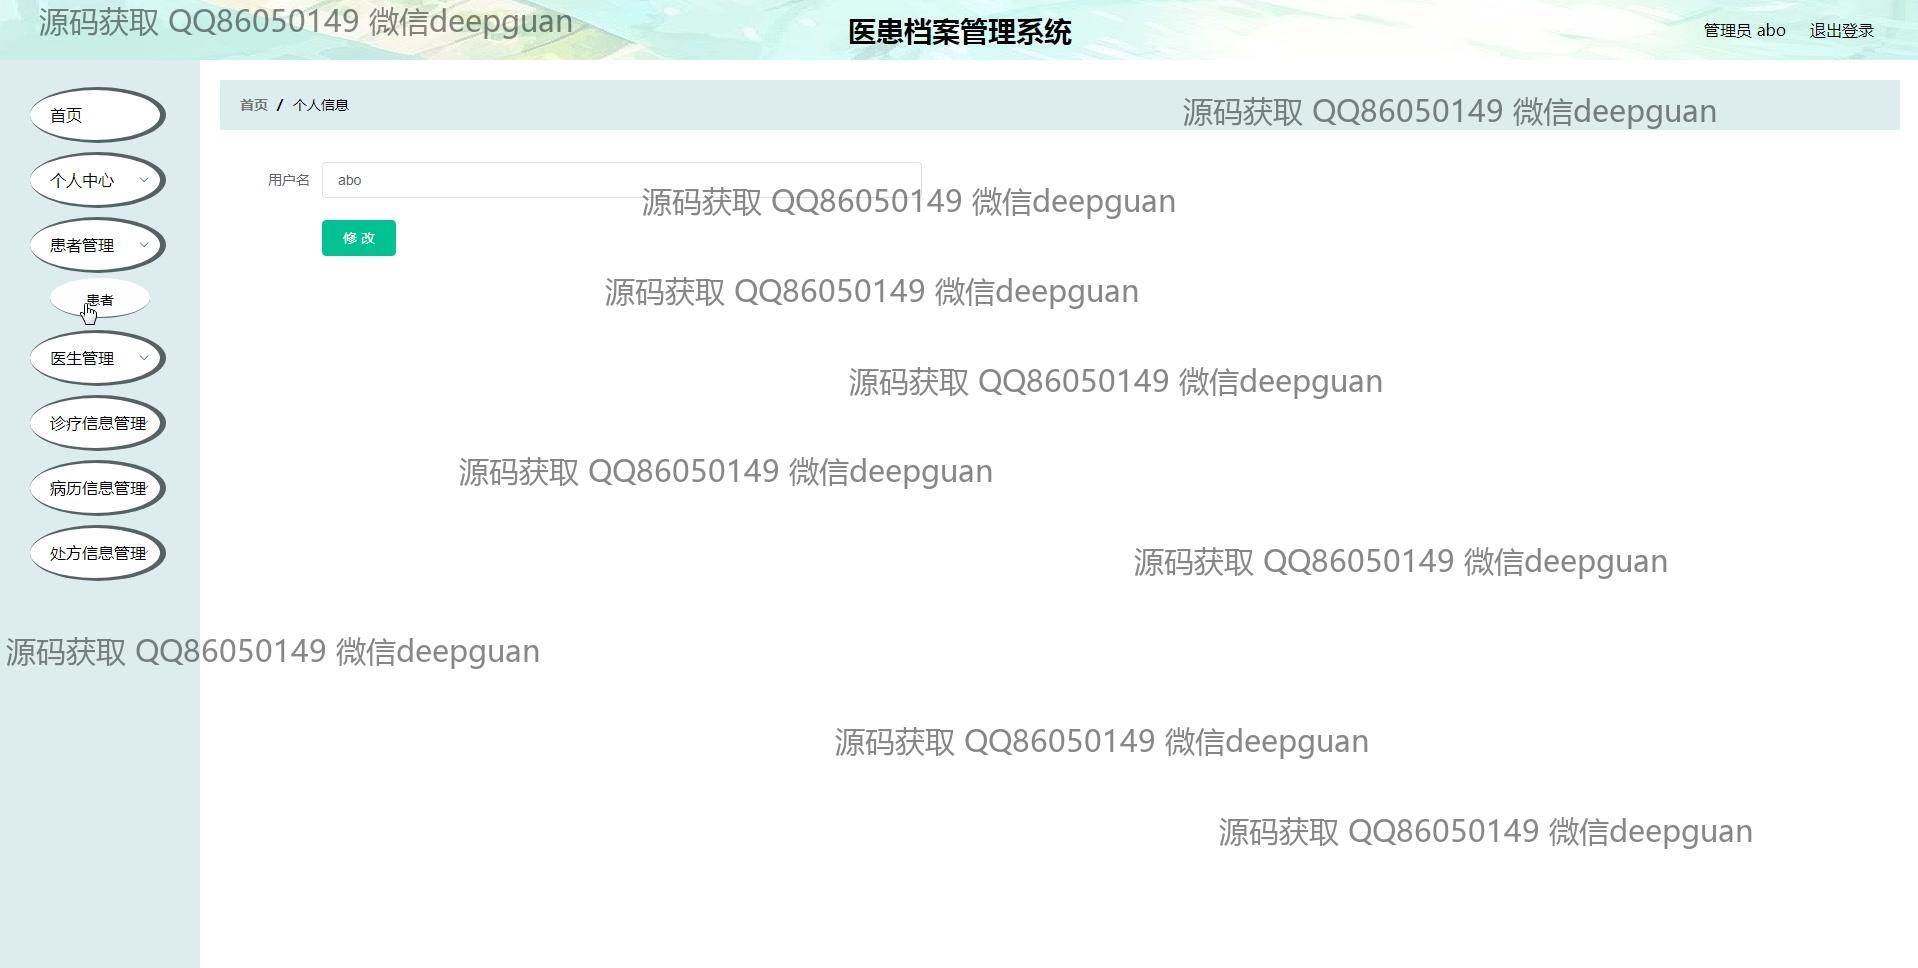 源码获取 QQ86050149 微信deepguan
医患档案管理系统
管理员 abo
退出登录
首页
个人中心
患者管理
患者
医生管理
诊疗信息管理
病历信息管理
处方信息管理
首页 / 个人信息
源码获取 QQ86050149 微信deepguan
用户名
abo
源码获取 QQ86050149 微信deepguan
修 改
源码获取 QQ86050149 微信deepguan
源码获取 QQ86050149 微信deepguan
源码获取 QQ86050149 微信deepguan
源码获取 QQ86050149 微信deepguan
源码获取 QQ86050149 微信deepguan
源码获取 QQ86050149 微信deepguan
源码获取 QQ86050149 微信deepguan